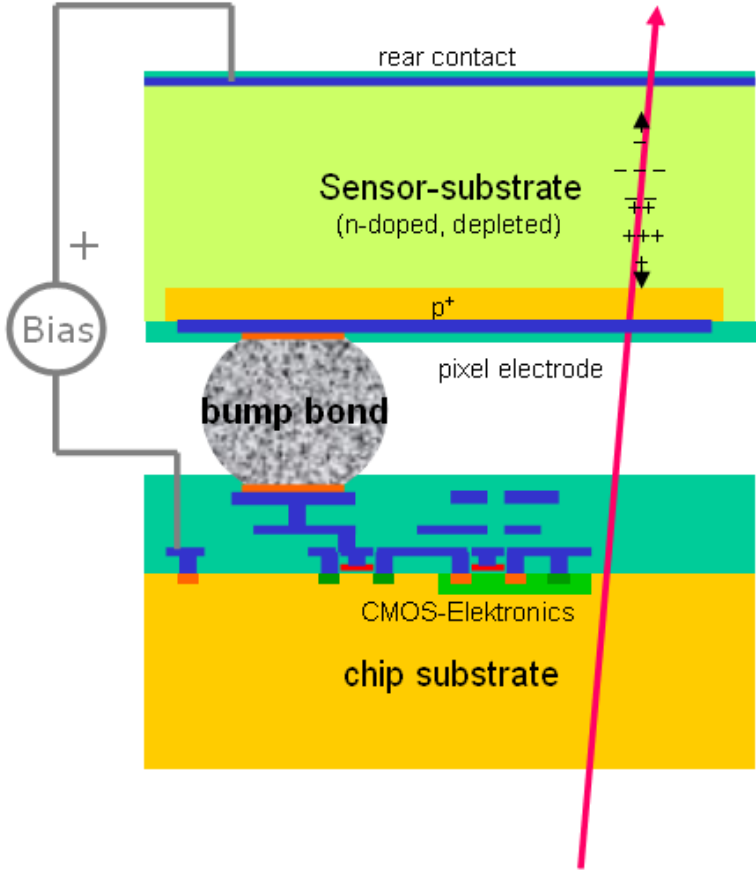 rear contact
Sensor-substrate
(n-doped, depleted)
+
Bias
p+
pixel electrode
bump bond
CMOS-Elektronics
chip substrate
+
–
– – – –
––
++
+++
+